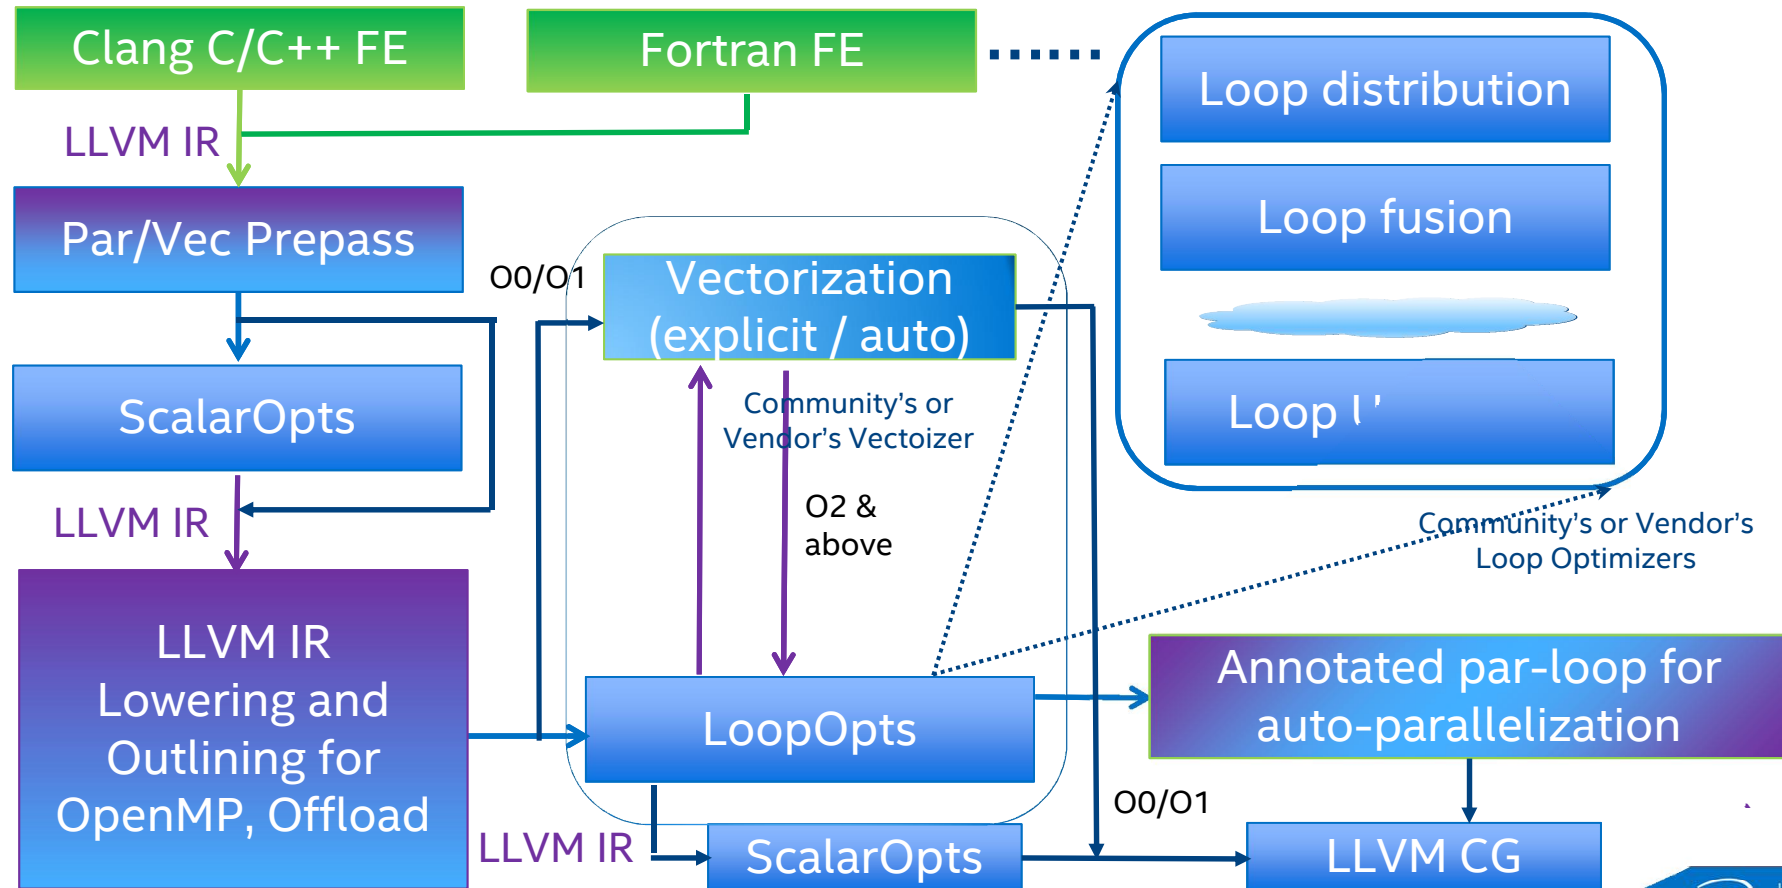 Clang C/C++ FE
Fortran FE
LLVM IR
Par/Vec Prepass
ScalarOpts
LLVM IR
LLVM IR
Lowering and
Outlining for
OpenMP, Offload
O0/O1
Vectorization
(explicit / auto)
Community's or
Vendor's Vectoizer
O2 &
above
LoopOpts
LLVM IR
ScalarOpts
Loop distribution
Loop fusion
Loop
Community's or Vendor's
Loop Optimizers
Annotated par-loop for
auto-parallelization
O0/O1
LLVM CG